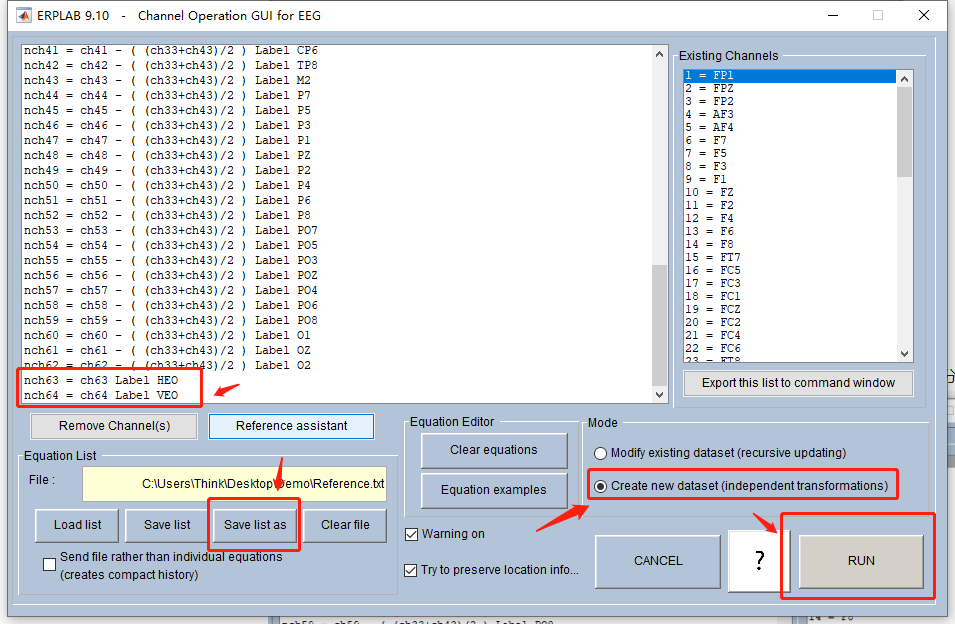 ERPLAB 9.10 - Channel Operation GUI for EEG
nch41 = ch41 - ( (ch33+ch43)/2 ) Label CP6
nch42 = ch42 - ( (ch33+ch43)/2 ) Label TP8
nch43 = ch43 - ( (ch33+ch43)/2 ) Label M2
nch44 = ch44 - ( (ch33+ch43)/2 ) Label P7
nch45 = ch45 - ( (ch33+ch43)/2 ) Label P5
nch46 = ch46 - ( (ch33+ch43)/2 ) Label P3
nch47 = ch47 - ( (ch33+ch43)/2 ) Label P1
nch48 = ch48 - ( (ch33+ch43)/2 ) Label PZ
nch49 = ch49 - ( (ch33+ch43)/2 ) Label P2
nch50 = ch50 - ( (ch33+ch43)/2 ) Label P4
nch51 = ch51 - ( (ch33+ch43)/2 ) Label P6
nch52 = ch52 - ( (ch33+ch43)/2 ) Label P8
nch53 = ch53 - ( (ch33+ch43)/2 ) Label PO7
nch54 = ch54 - ( (ch33+ch43)/2 ) Label PO5
nch55 = ch55 - ( (ch33+ch43)/2 ) Label PO3
nch56 = ch56 - ( (ch33+ch43)/2 ) Label POZ
nch57 = ch57 - ( (ch33+ch43)/2 ) Label PO4
nch58 = ch58 - ( (ch33+ch43)/2 ) Label PO6
nch59 = ch59 - ( (ch33+ch43)/2 ) Label PO8
nch60 = ch60 - ( (ch33+ch43)/2 ) Label O1
nch61 = ch61 - ( (ch33+ch43)/2 ) Label OZ
nch62 = ch62 - ( (ch33+ch43)/2 ) Label O2
nch63 = ch63 Label HEO
nch64 = ch64 Label VEO
Existing Channels
1 = FP1
2 = FPZ
3 = FP2
4 = AF3
5 = AF4
6 = F7
7 = F5
8 = F3
9 = F1
10 = FZ
11 = F2
12 = F4
13 = F6
14 = F8
15 = FT7
16 = FC5
17 = FC3
18 = FC1
19 = FCZ
20 = FC2
21 = FC4
22 = FC6
23 = FT8
Export this list to command window
Remove Channel(s)
Reference assistant
Equation List
File :
C:\Users\Think\Desktop\Demo\Reference.txt
Load list
Save list
Save list as
Clear file
Send file rather than individual equations
(creates compact history)
Equation Editor
Clear equations
Equation examples
Mode
Modify existing dataset (recursive updating)
Create new dataset (independent transformations)
Warning on
Try to preserve location info...
CANCEL
?
RUN